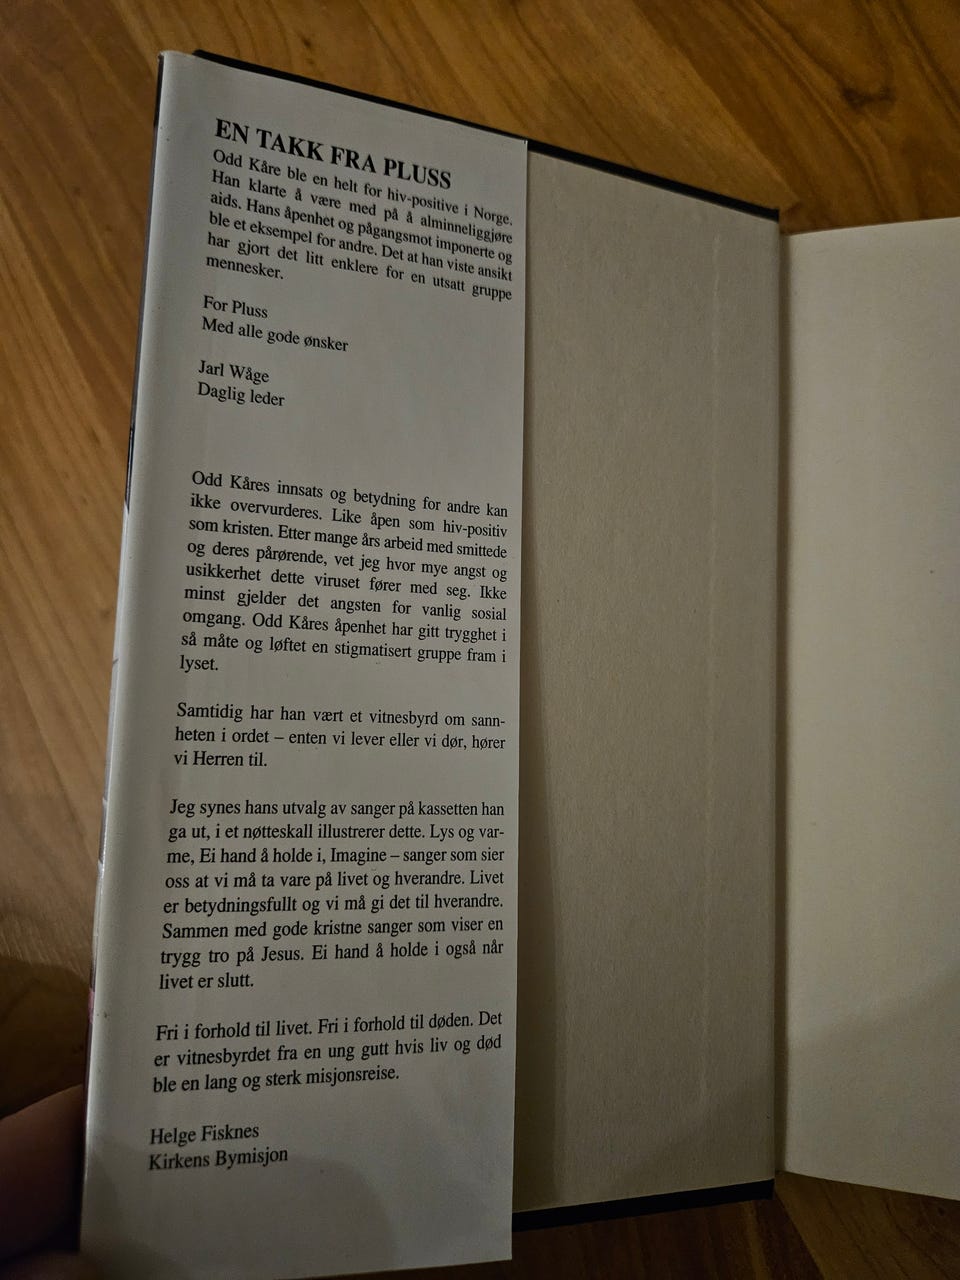 EN TAKK FRA PLUSS
Odd Kåre ble en helt for hiv-positive i Norge.
Han klarte å være med på å alminneliggjøre
aids. Hans åpenhet og pågangsmot imponerte og
ble et eksempel for andre. Det at han viste ansikt
har gjort det litt enklere for en utsatt gruppe
mennesker.
For Pluss
Med alle gode ønsker
Jarl Wåge
Daglig leder
Odd Kåres innsats og betydning for andre kan
ikke overvurderes. Like åpen som hiv-positiv
som kristen. Etter mange års arbeid med smittede
og deres pårørende, vet jeg hvor mye angst og
usikkerhet dette viruset fører med seg. Ikke
minst gjelder det angsten for vanlig sosial
omgang. Odd Kåres åpenhet har gitt trygghet i
så måte og løftet en stigmatisert gruppe fram i
lyset.
Samtidig har han vært et vitnesbyrd om sann-
heten i ordet – enten vi lever eller vi dør, hører
vi Herren til.
Jeg synes hans utvalg av sanger på kassetten han
ga ut, i et nøtteskall illustrerer dette. Lys og var-
me, Ei hand å holde i, Imagine – sanger som sier
oss at vi må ta vare på livet og hverandre. Livet
er betydningsfullt og vi må gi det til hverandre.
Sammen med gode kristne sanger som viser en
trygg tro på Jesus. Ei hand å holde i også når
livet er slutt.
Fri i forhold til livet. Fri i forhold til døden. Det
er vitnesbyrdet fra en ung gutt hvis liv og død
ble en lang og sterk misjonsreise.
Helge Fisknes
Kirkens Bymisjon